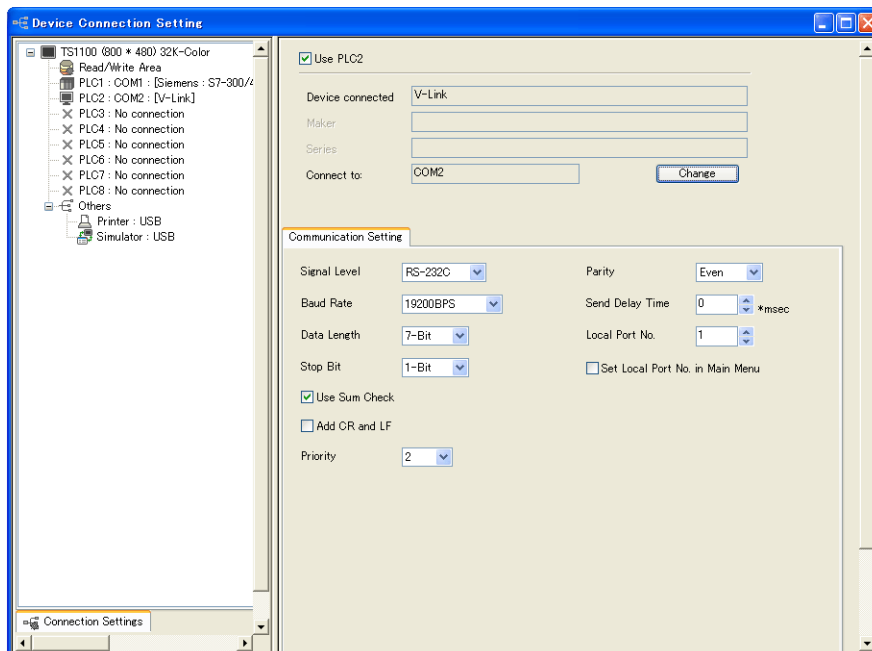 Device Connection Setting
TS1100 (800 * 480) 32K-Color
Read/Write Area
PLC1 : COM1 : [Siemens : S7-300/4
PLC2 : COM2 : [V-Link]
PLC3 : No connection
PLC4 : No connection
PLC5 : No connection
PLC6 : No connection
PLC7 : No connection
PLC8 : No connection
Others
Printer : USB
Simulator : USB
Connection Settings
Use PLC2
Device connected V-Link
Maker
Series
Connect to: COM2 Change
Communication Setting
Signal Level RS-232C Parity Even
Baud Rate 19200BPS Send Delay Time 0 *msec
Data Length 7-Bit Local Port No. 1
Stop Bit 1-Bit Set Local Port No. in Main Menu
Use Sum Check
Add CR and LF
Priority 2